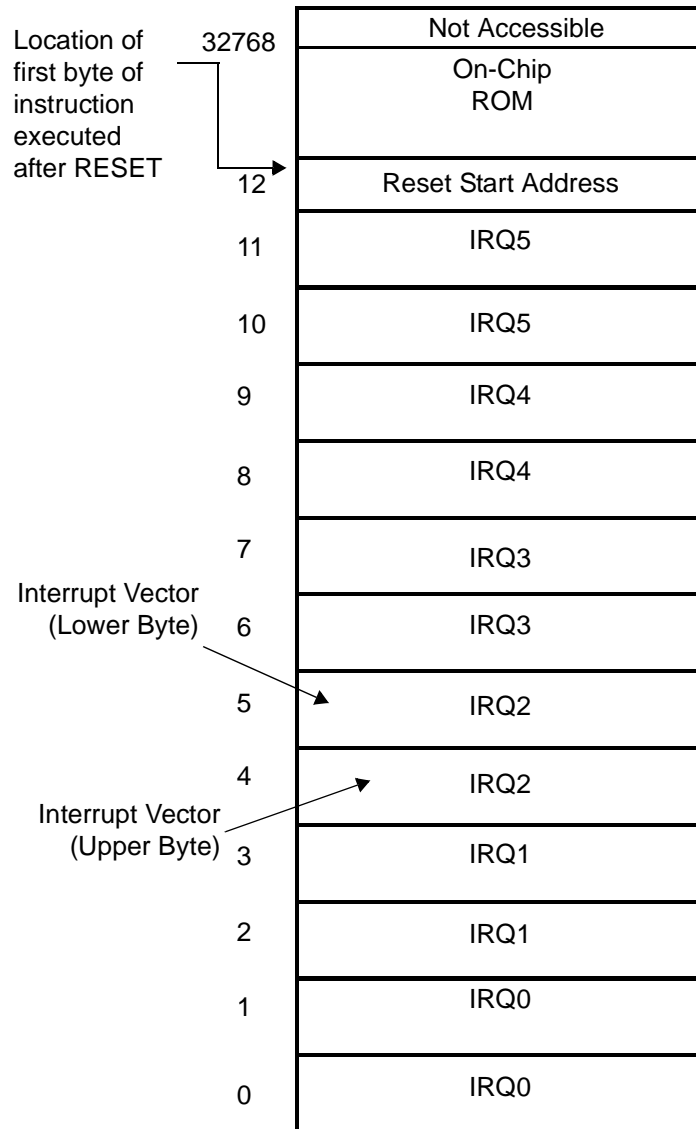 Not Accessible
Location of
first byte of
instruction
executed
after RESET
32768
On-Chip
ROM
12
Reset Start Address
11
IRQ5
10
IRQ5
9
IRQ4
8
IRQ4
7
IRQ3
Interrupt Vector
(Lower Byte)
6
IRQ3
5
IRQ2
4
IRQ2
Interrupt Vector
(Upper Byte)
3
IRQ1
2
IRQ1
1
IRQ0
0
IRQ0